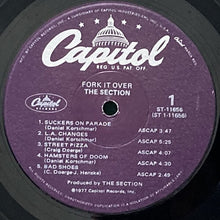 Capitol
REG. U.S. PAT. OFF.
FORK IT OVER
THE SECTION
Capitol
1
ST-11656
(ST 1-11656)
1. SUCKERS ON PARADE
(Daniel Kortchmar)
ASCAP 3:47
2. L.A. CHANGES
(Daniel Kortchmar)
ASCAP 5:25
3. STREET PIZZA
(Craig Doerge)
ASCAP 4:07
4. HAMSTERS OF DOOM
(Daniel Kortchmar)
ASCAP 4:40
5. BAD SHOES
(C. Doerge-J. Henske)
ASCAP 2:49
Produced by THE SECTION
©1977 Capitol Records, Inc.